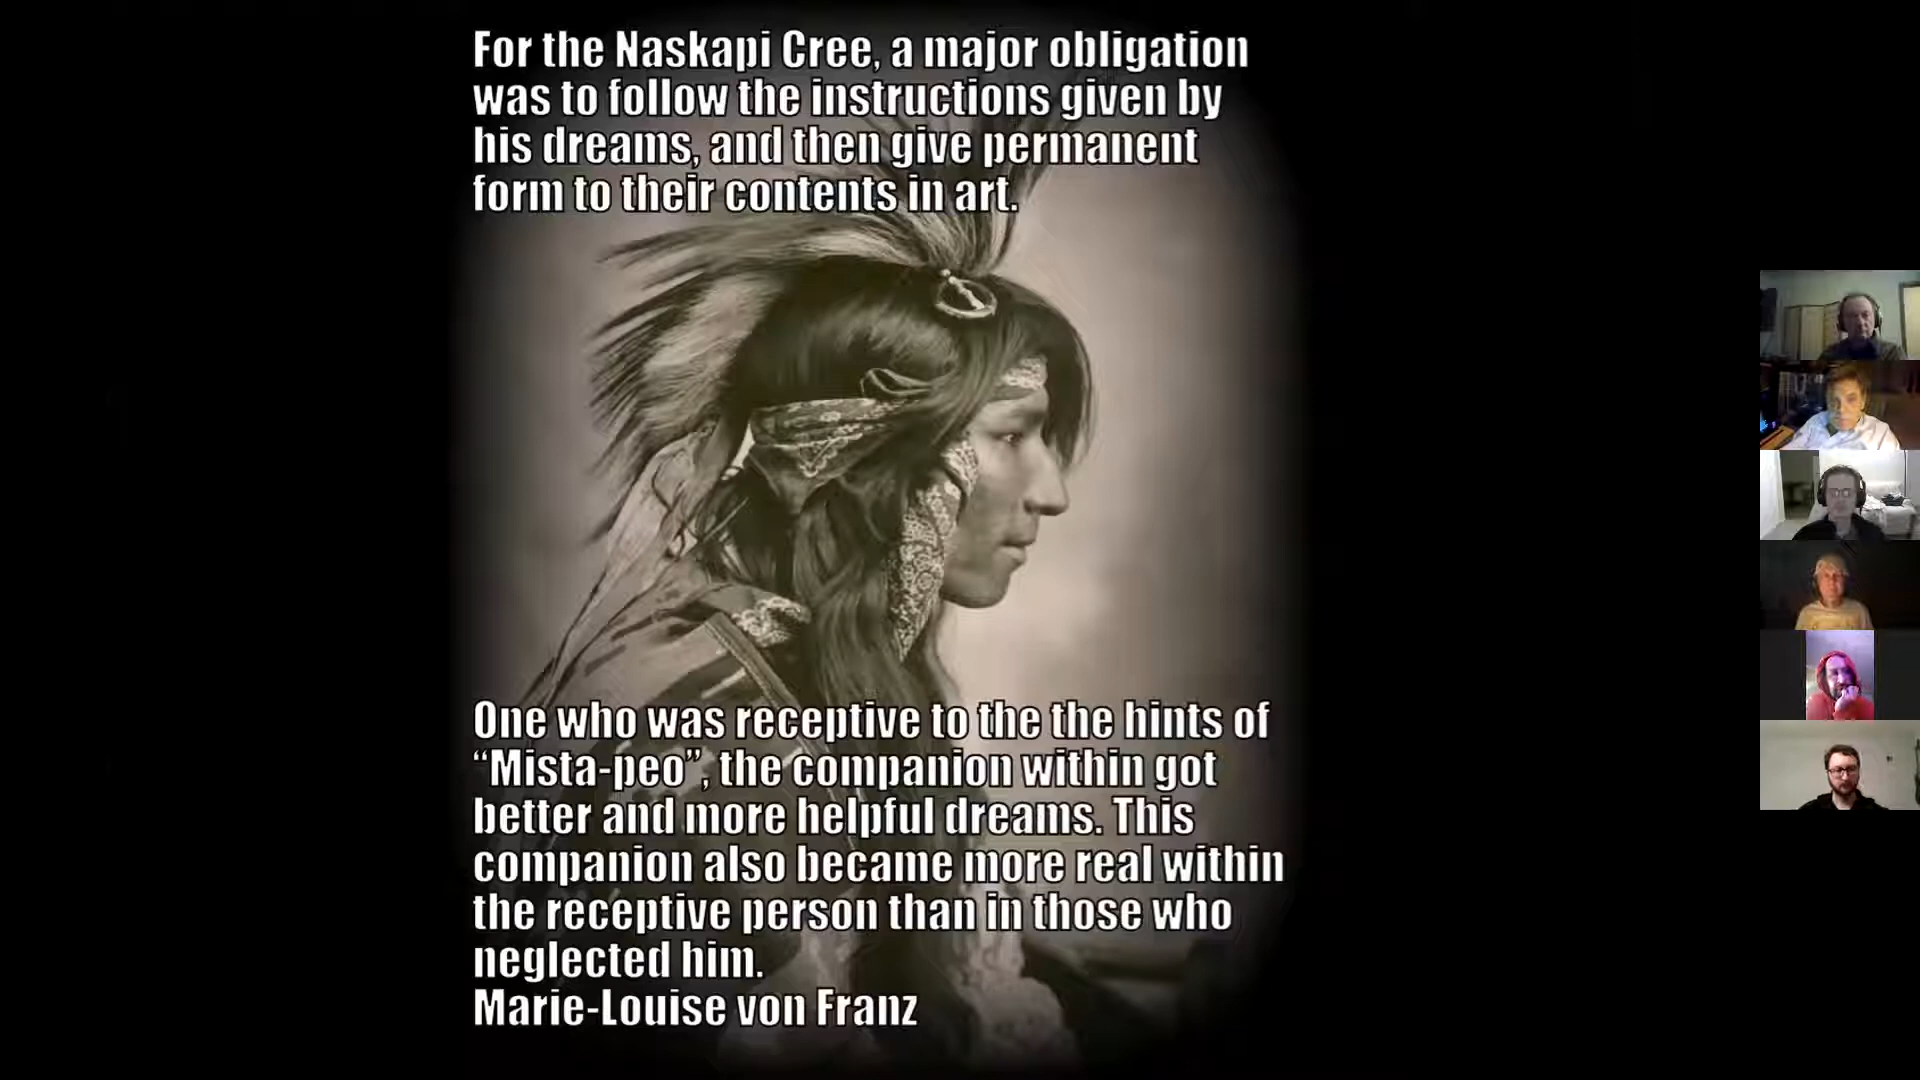 For the Naskapi Cree, a major obligation
was to follow the instructions given by
his dreams, and then give permanent
form to their contents in art.
One who was receptive to the the hints of
“Mista-peo”, the companion within got
better and more helpful dreams. This
companion also became more real within
the receptive person than in those who
neglected him.
Marie-Louise von Franz